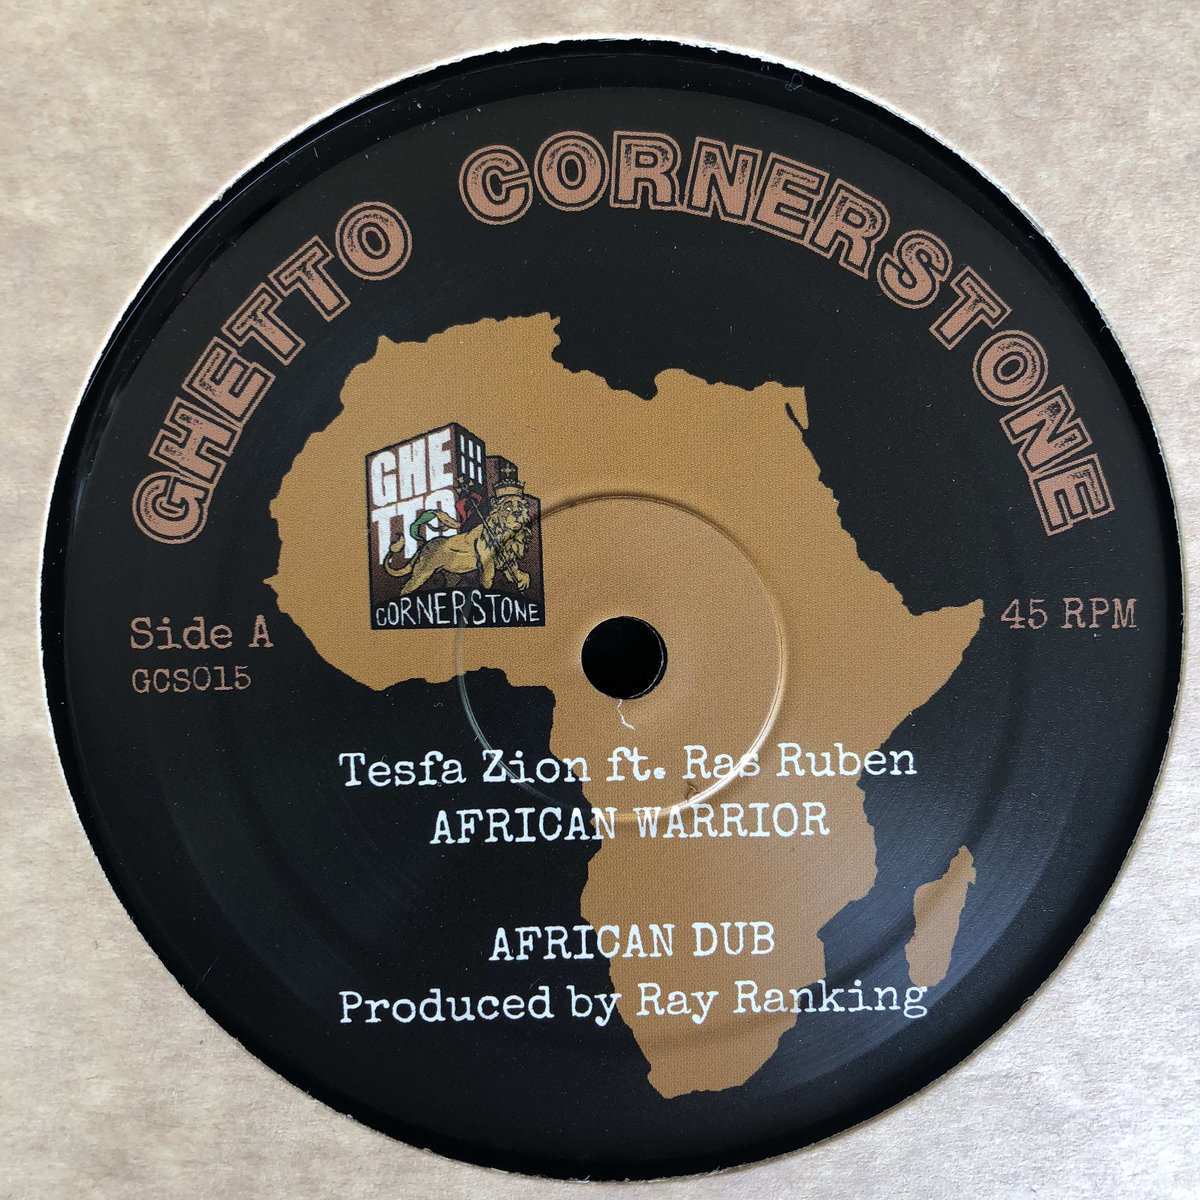 GHETTO CORNERSTONE
GHE
TTO
CORNERSTONE
Side A
GCS015
45 RPM
Tesfa Zion ft. Ras Ruben
AFRICAN WARRIOR
AFRICAN DUB
Produced by Ray Ranking